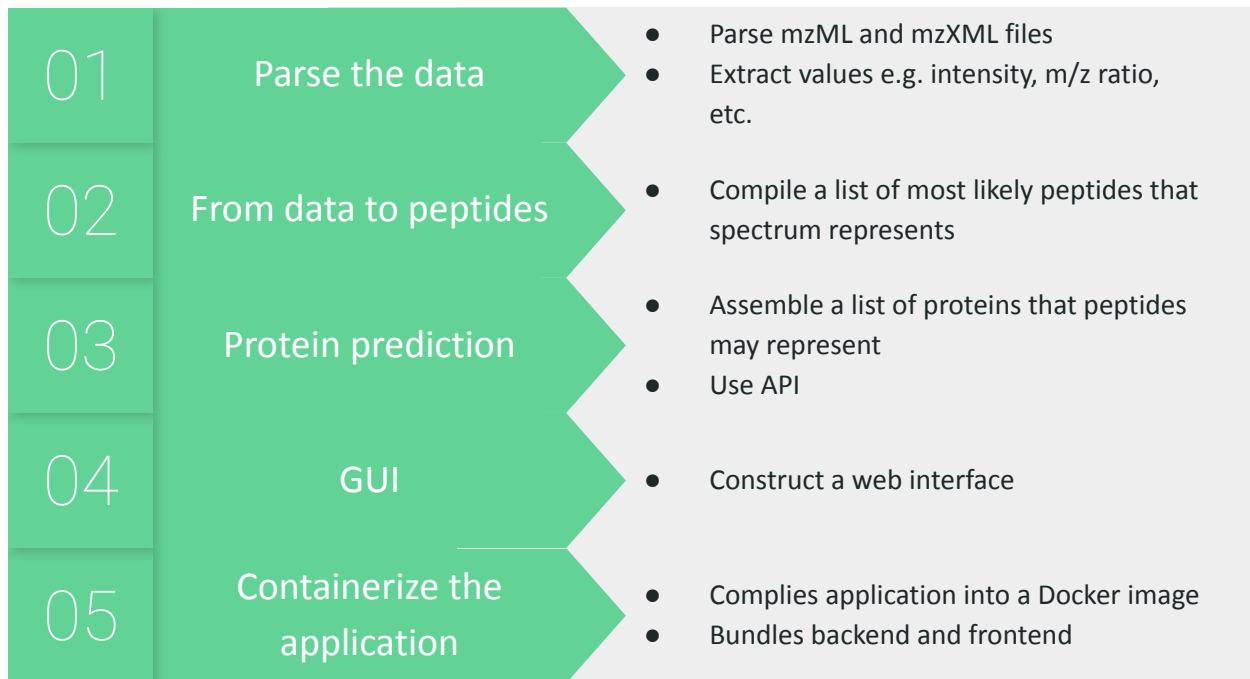 01
Parse the data
● Parse mzML and mzXML files
● Extract values e.g. intensity, m/z ratio,
etc.
02
From data to peptides
● Compile a list of most likely peptides that
spectrum represents
03
Protein prediction
● Assemble a list of proteins that peptides
may represent
● Use API
04
GUI
● Construct a web interface
05
Containerize the
application
● Complies application into a Docker image
● Bundles backend and frontend